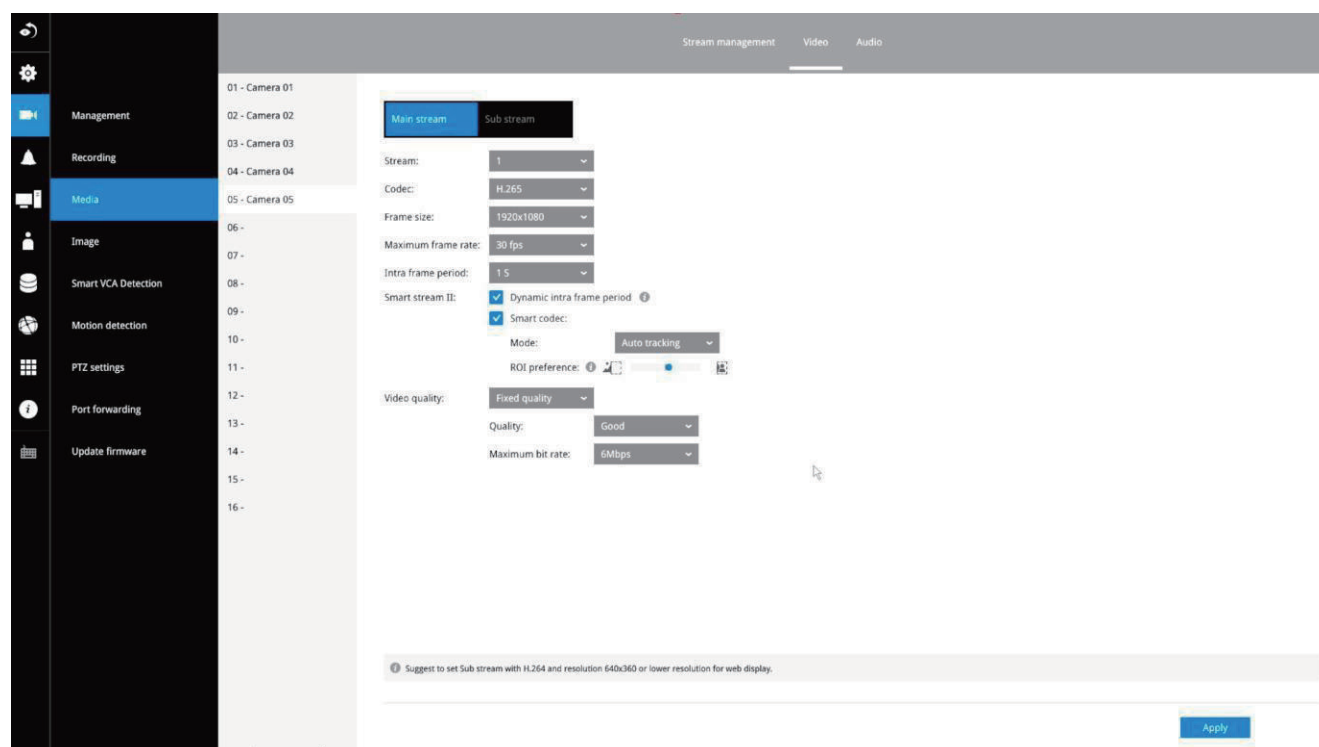 Stream management Video Audio
Management
Recording
Media
Image
Smart VCA Detection
Motion detection
PTZ settings
Port forwarding
Update firmware
01 - Camera 01
02 - Camera 02
03 - Camera 03
04 - Camera 04
05 - Camera 05
06 -
07 -
08 -
09 -
10 -
11 -
12 -
13 -
14 -
15 -
16 -
Main stream Sub stream
Stream: 1
Codec: H.265
Frame size: 1920x1080
Maximum frame rate: 30 fps
Intra frame period: 1 S
Smart stream II: Dynamic intra frame period
Smart codec:
Mode: Auto tracking
ROI preference:
Video quality: Fixed quality
Quality: Good
Maximum bit rate: 6Mbps
Suggest to set Sub stream with H.264 and resolution 640x360 or lower resolution for web display.
Apply